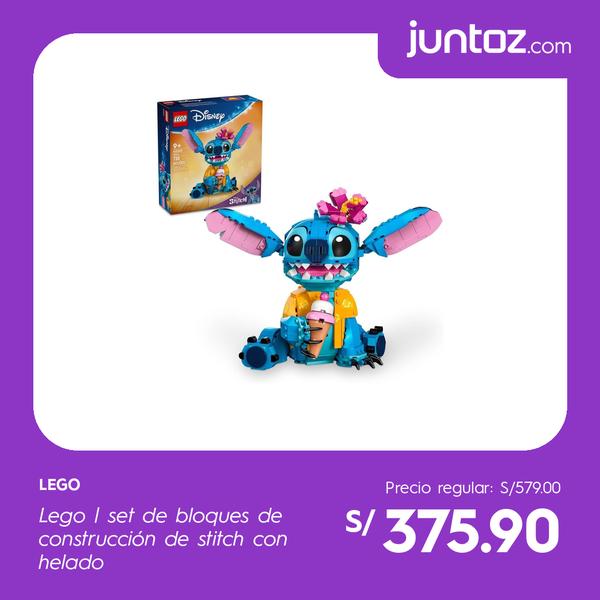 juntoz.com
LEGO
Disney
9+
Stitch
LEGO
Lego | set de bloques de
construcción de stitch con
helado
Precio regular: S/579.00
S/ 375.90